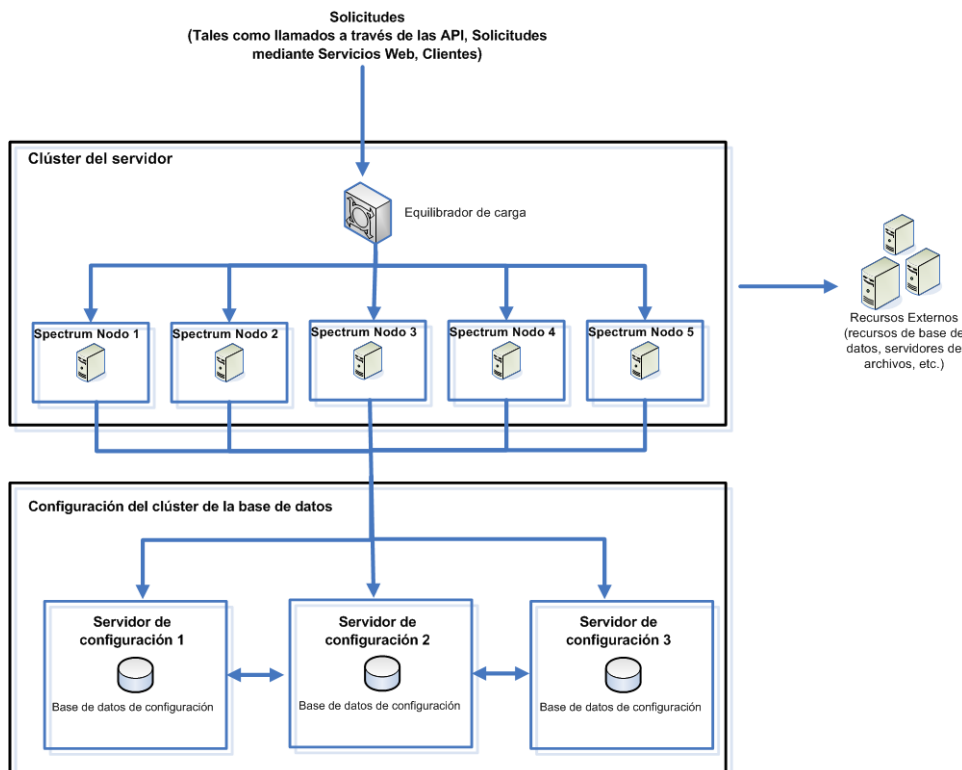 Solicitudes
(Tales como llamados a través de las API, Solicitudes
mediante Servicios Web, Clientes)
Clúster del servidor
Equilibrador de carga
Spectrum Nodo 1
Spectrum Nodo 2
Spectrum Nodo 3
Spectrum Nodo 4
Spectrum Nodo 5
Recursos Externos
(recursos de base de
datos, servidores de
archivos, etc.)
Configuración del clúster de la base de datos
Servidor de
configuración 1
Base de datos de configuración
Servidor de
configuración 2
Base de datos de configuración
Servidor de
configuración 3
Base de datos de configuración